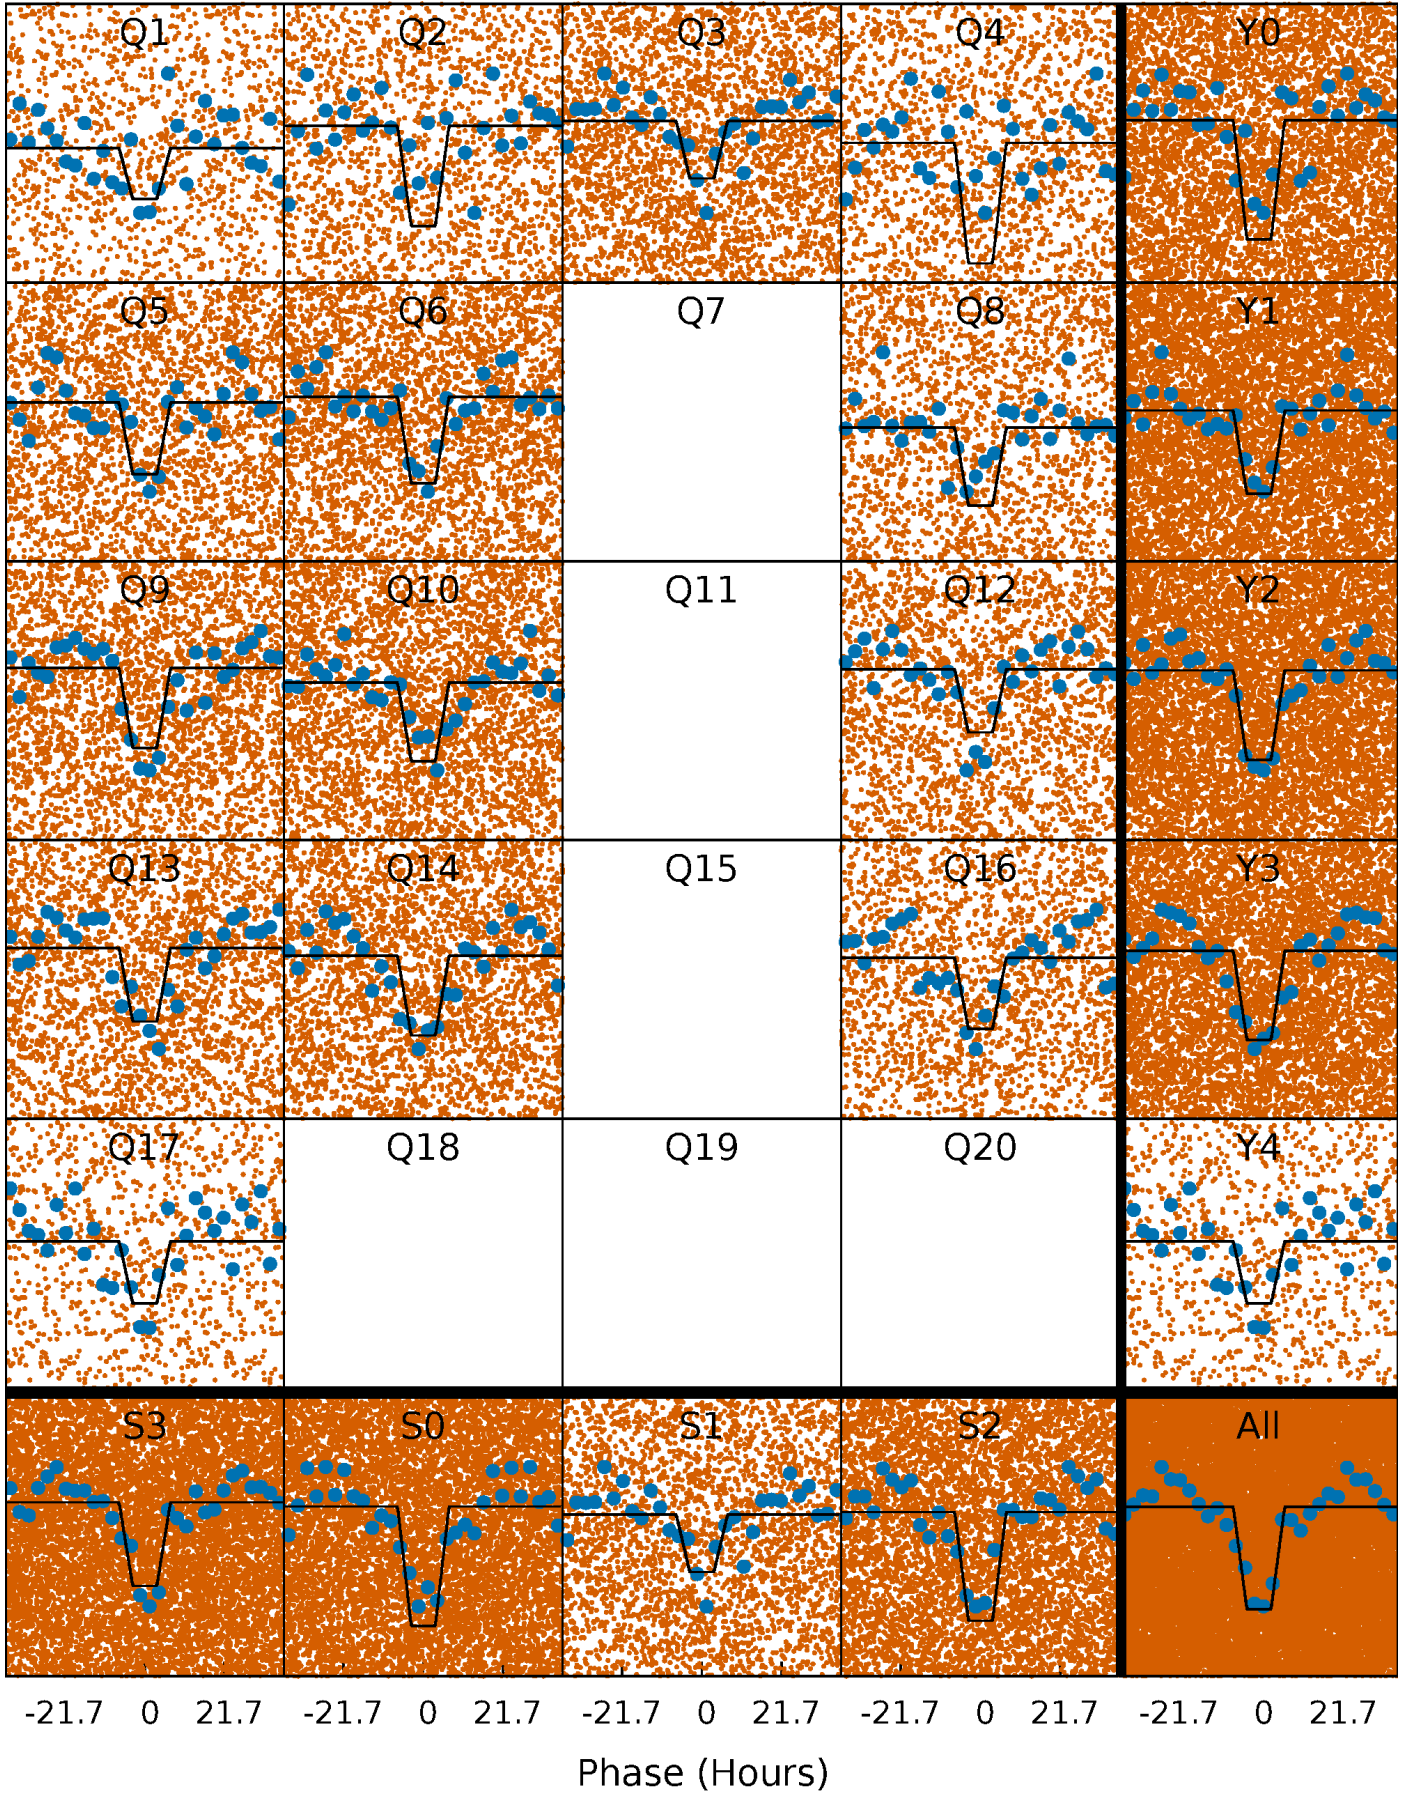 Q1 Q2 Q3 Q4 Y0
Q5 Q6 Q7 Q8 Y1
Q9 Q10 Q11 Q12 Y2
Q13 Q14 Q15 Q16 Y3
Q17 Q18 Q19 Q20 Y4
S3 S0 S1 S2 All
-21.7 0 21.7 -21.7 0 21.7 -21.7 0 21.7 -21.7 0 21.7 -21.7 0 21.7
Phase (Hours)